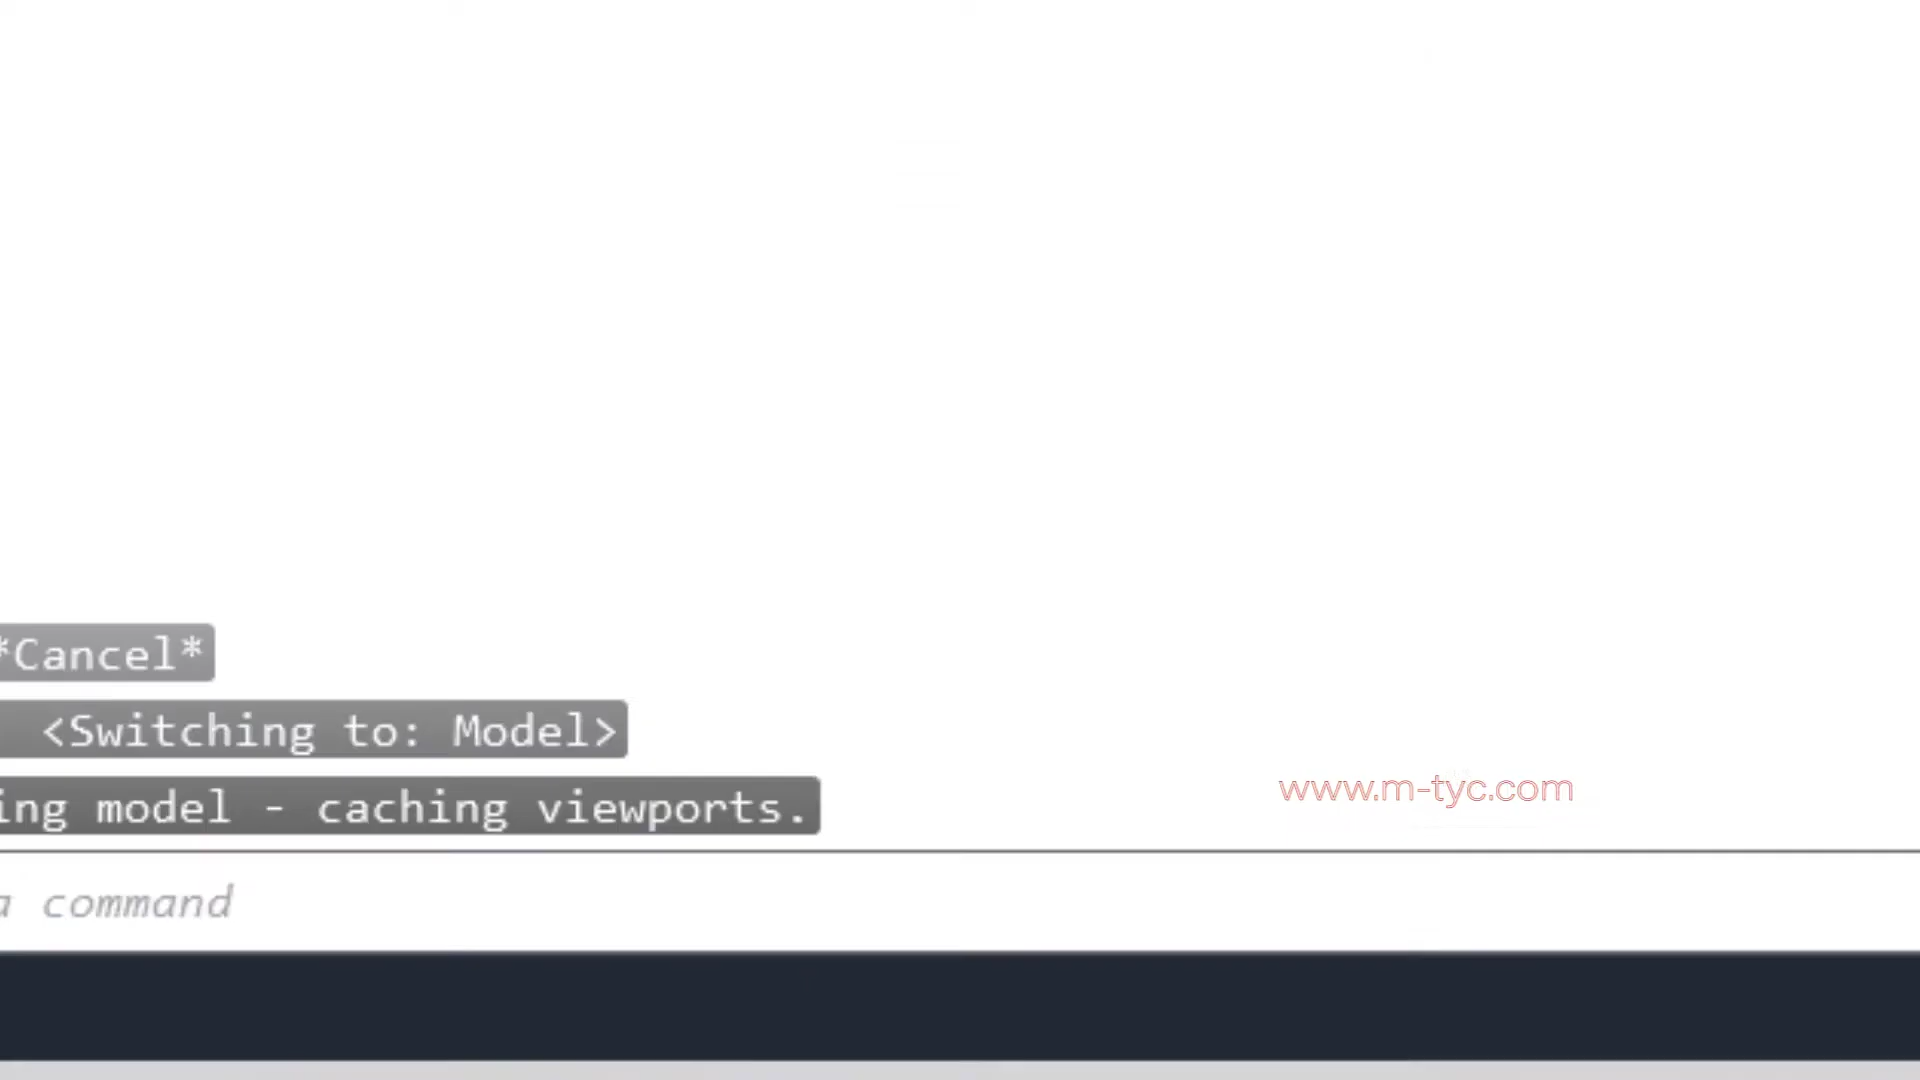 *Cancel*
<Switching to: Model>
ing model - caching viewports.
www.m-tyc.com
a command